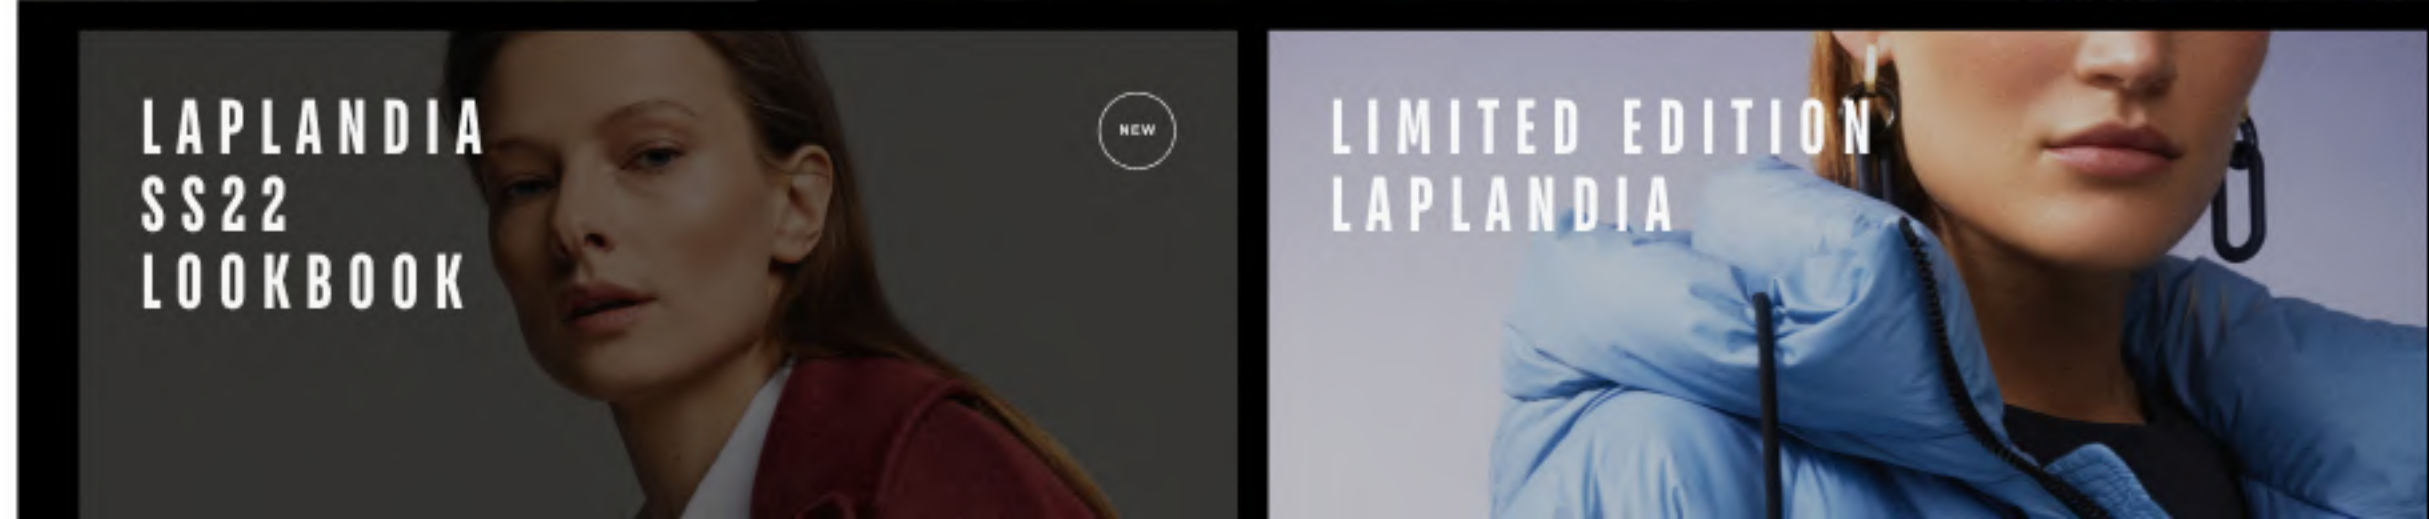 LAPLANDIA
SS22
LOOKBOOK
NEW
LIMITED EDITION
LAPLANDIA